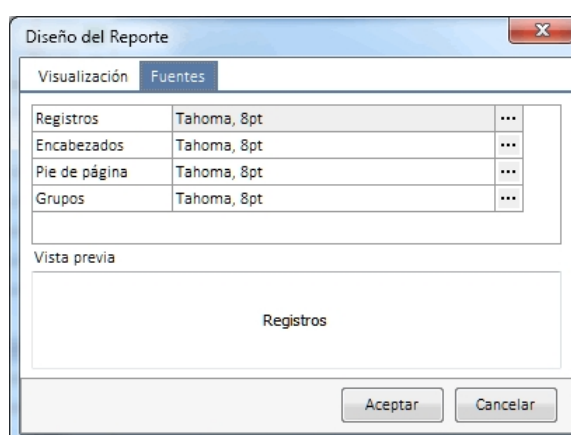 Diseño del Reporte
Visualización Fuentes
Registros Tahoma, 8pt ...
Encabezados Tahoma, 8pt ...
Pie de página Tahoma, 8pt ...
Grupos Tahoma, 8pt ...
Vista previa
Registros
Aceptar Cancelar